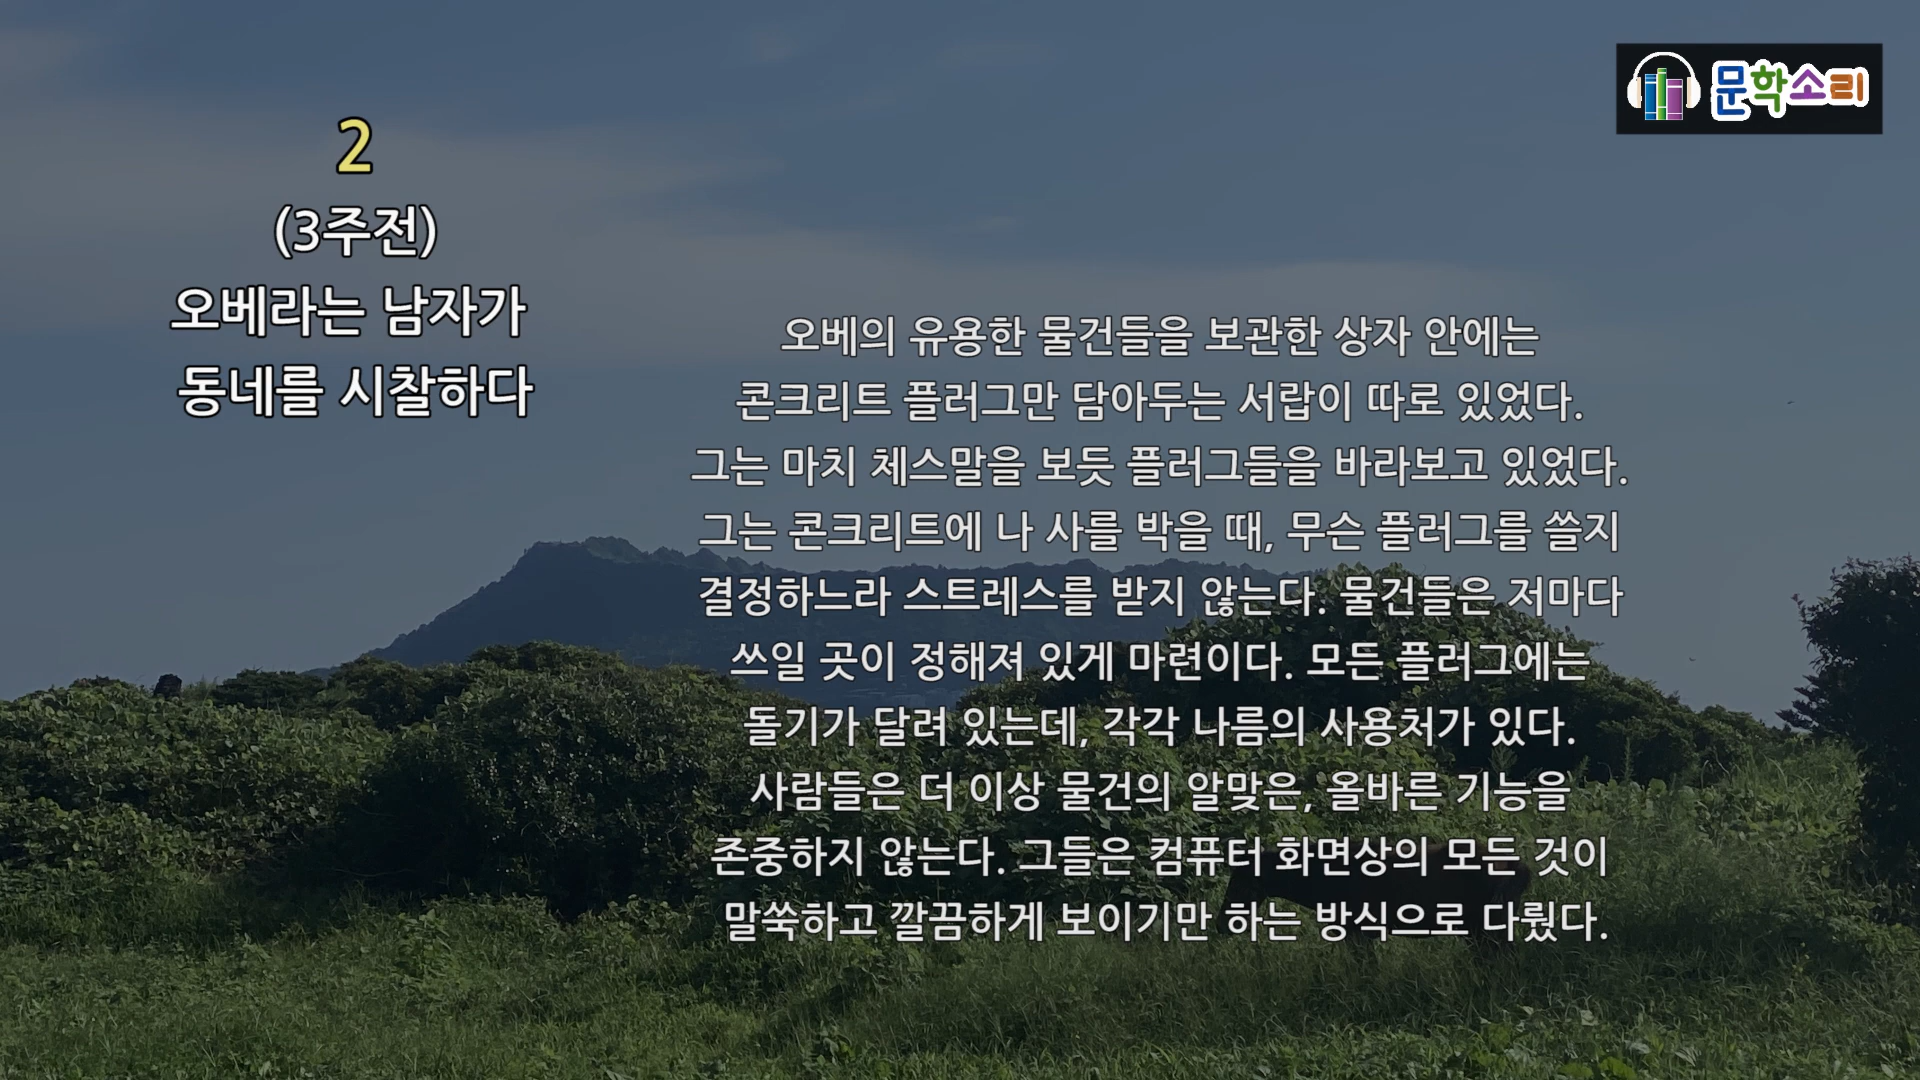 문학소리
2
(3주전)
오베라는 남자가
동네를 시찰하다
오베의 유용한 물건들을 보관한 상자 안에는
콘크리트 플러그만 담아두는 서랍이 따로 있었다.
그는 마치 체스말을 보듯 플러그들을 바라보고 있었다.
그는 콘크리트에 나 사를 박을 때, 무슨 플러그를 쓸지
결정하느라 스트레스를 받지 않는다. 물건들은 저마다
쓰일 곳이 정해져 있게 마련이다. 모든 플러그에는
돌기가 달려 있는데, 각각 나름의 사용처가 있다.
사람들은 더 이상 물건의 알맞은, 올바른 기능을
존중하지 않는다. 그들은 컴퓨터 화면상의 모든 것이
말쑥하고 깔끔하게 보이기만 하는 방식으로 다뤘다.